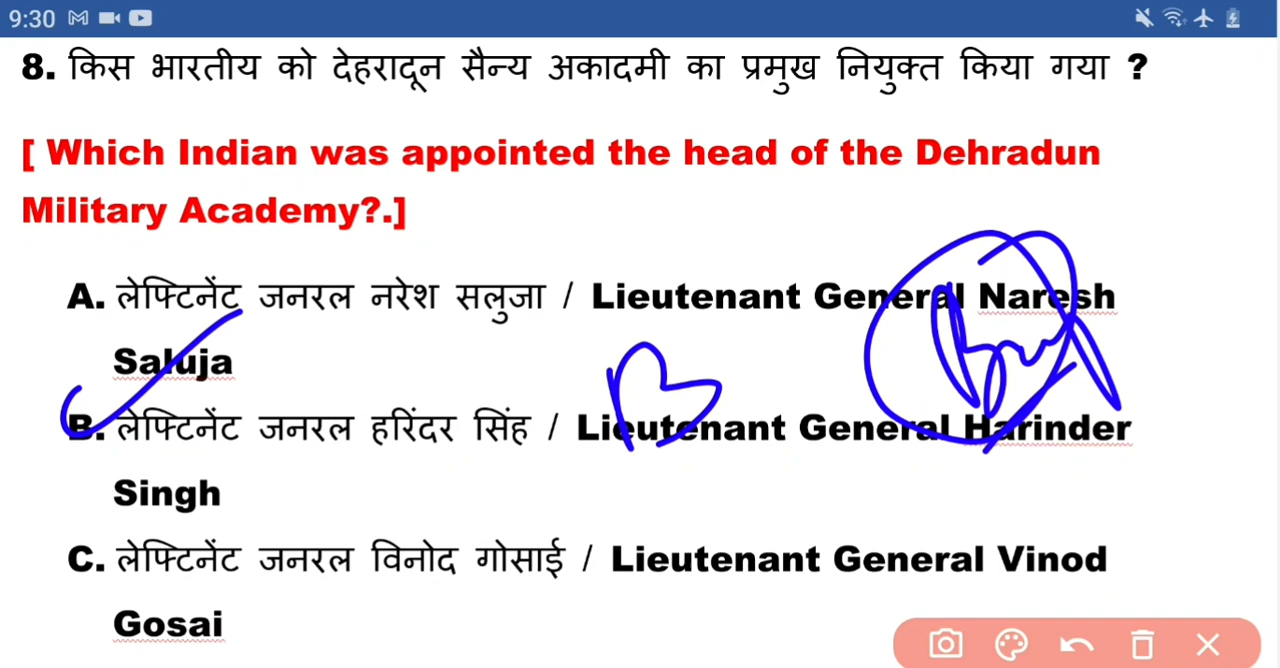 9:30
8. किस भारतीय को देहरादून सैन्य अकादमी का प्रमुख नियुक्त किया गया ?
[ Which Indian was appointed the head of the Dehradun
Military Academy?.]
A. लेफ्टिनेंट जनरल नरेश सलुजा / Lieutenant General Naresh
Saluja
B. लेफ्टिनेंट जनरल हरिंदर सिंह / Lieutenant General Harinder
Singh
C. लेफ्टिनेंट जनरल विनोद गोसाई / Lieutenant General Vinod
Gosai
B